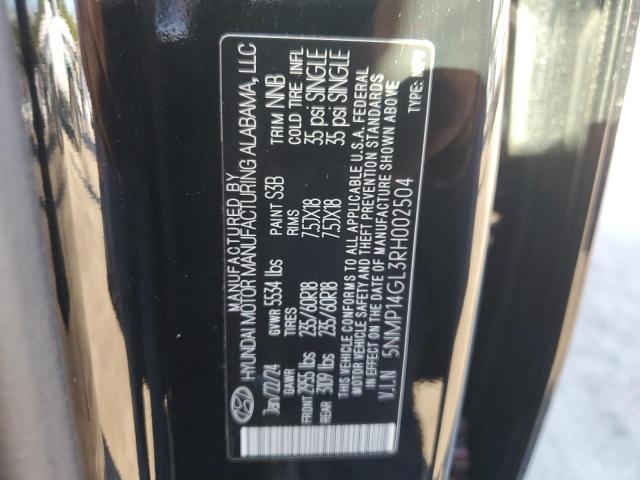 MANUFACTURED BY
HYUNDAI MOTOR MANUFACTURING ALABAMA, LLC
Jan/22/24 GVWR 5534 lbs PAINT S3B TRIM NNB
GAWR TIRES RIMS COLD TIRE INFL
FRONT 2955 lbs 235/60R18 7.5JX18 35 psi SINGLE
REAR 3009 lbs 235/60R18 7.5JX18 35 psi SINGLE
THIS VEHICLE CONFORMS TO ALL APPLICABLE U.S.A. FEDERAL
MOTOR VEHICLE SAFETY AND THEFT PREVENTION STANDARDS
IN EFFECT ON THE DATE OF MANUFACTURE SHOWN ABOVE
V.I.N 5NMP14GL3RH002504 TYPE: MPV